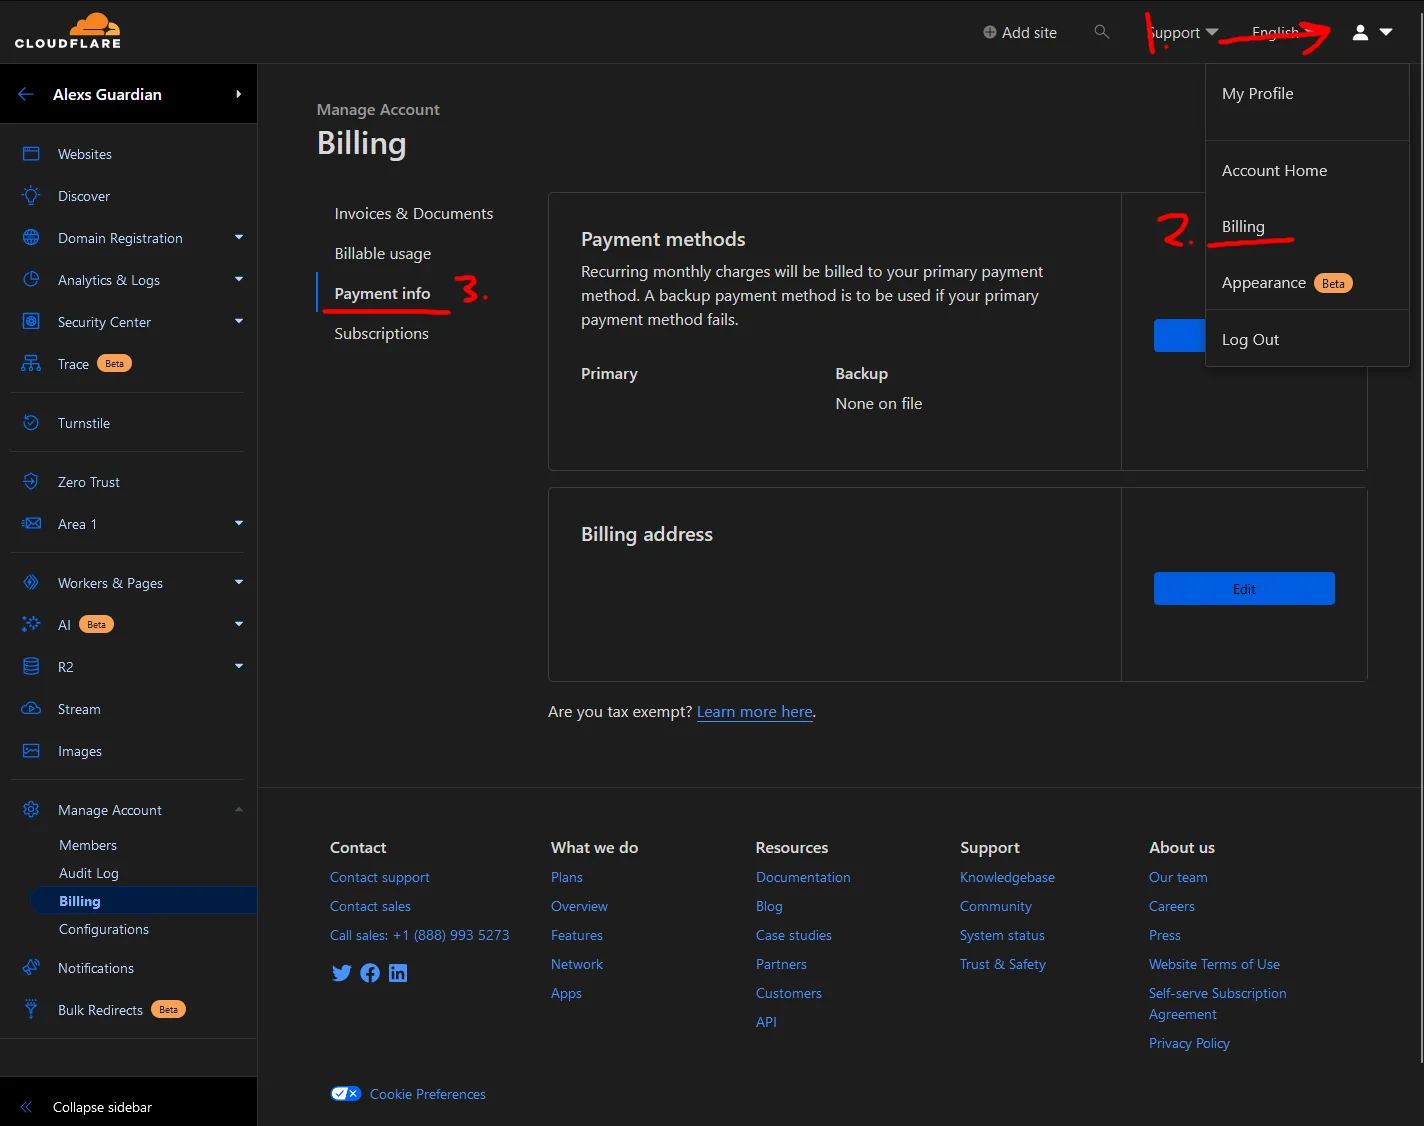 CLOUDFLARE
Add site
Support
English
1.
Alexs Guardian
Websites
Discover
Domain Registration
Analytics & Logs
Security Center
Trace Beta
Turnstile
Zero Trust
Area 1
Workers & Pages
AI Beta
R2
Stream
Images
Manage Account
Members
Audit Log
Billing
Configurations
Notifications
Bulk Redirects Beta
Collapse sidebar
Manage Account
Billing
Invoices & Documents
Billable usage
Payment info 3.
Subscriptions
Payment methods
Recurring monthly charges will be billed to your primary payment
method. A backup payment method is to be used if your primary
payment method fails.
Primary
Backup
None on file
My Profile
Account Home
2. Billing
Appearance Beta
Log Out
Billing address
Edit
Are you tax exempt? Learn more here.
Contact
Contact support
Contact sales
Call sales: +1 (888) 993 5273
What we do
Plans
Overview
Features
Network
Apps
Resources
Documentation
Blog
Case studies
Partners
Customers
API
Support
Knowledgebase
Community
System status
Trust & Safety
About us
Our team
Careers
Press
Website Terms of Use
Self-serve Subscription
Agreement
Privacy Policy
Cookie Preferences